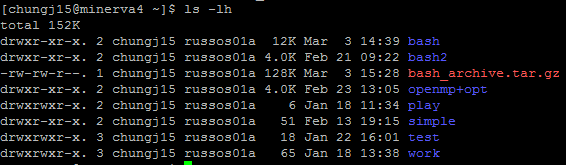 [chungj15@minerva4 ~]$ ls -lh
total 152K
drwxr-xr-x. 2 chungj15 russos01a  12K Mar  3 14:39 bash
drwxr-xr-x. 2 chungj15 russos01a 4.0K Feb 21 09:22 bash2
-rw-rw-r--. 1 chungj15 russos01a 128K Mar  3 15:28 bash_archive.tar.gz
drwxr-xr-x. 2 chungj15 russos01a 4.0K Feb 23 13:05 openmp+opt
drwxrwxr-x. 2 chungj15 russos01a    6 Jan 18 11:34 play
drwxr-xr-x. 2 chungj15 russos01a   51 Feb 13 19:15 simple
drwxrwxr-x. 3 chungj15 russos01a   18 Jan 22 16:01 test
drwxrwxr-x. 3 chungj15 russos01a   65 Jan 18 13:38 work